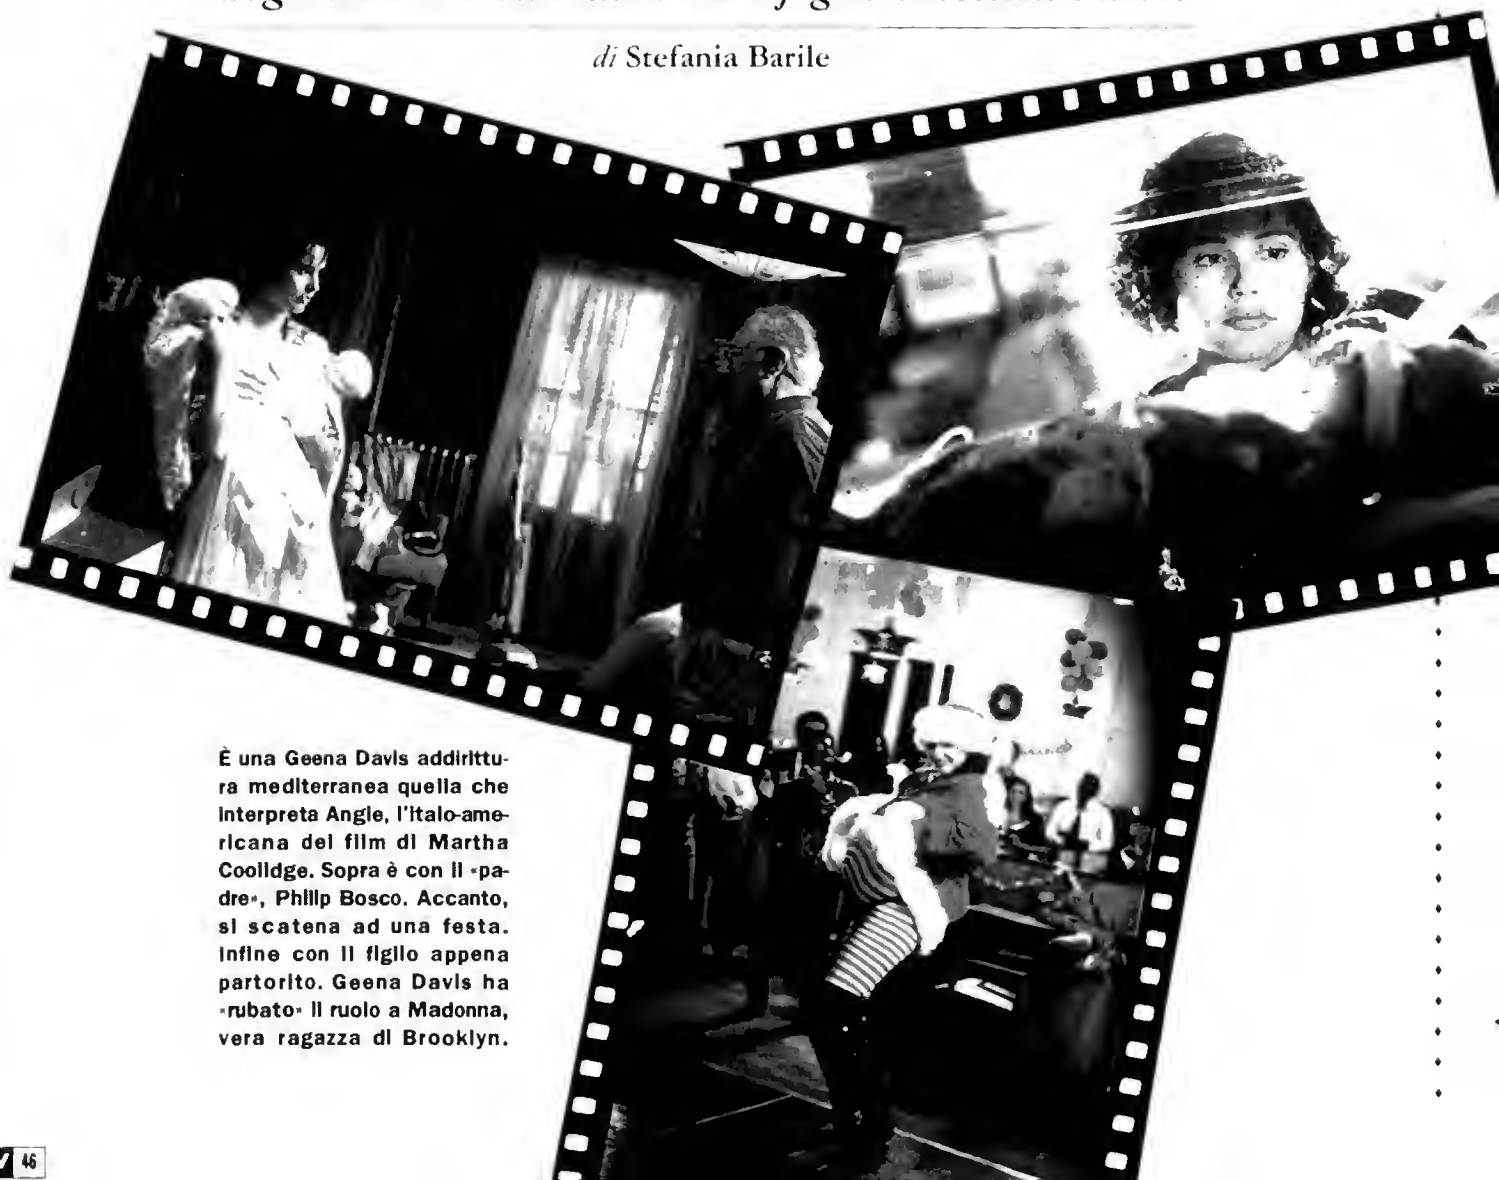 di Stefania Barile
È una Geena Davis addirittu-
ra mediterranea quella che
interpreta Angie, l'italo-ame-
ricana del film di Martha
Coolidge. Sopra è con il «pa-
dre», Philip Bosco. Accanto,
si scatena ad una festa.
Infine con il figlio appena
partorito. Geena Davis ha
«rubato» il ruolo a Madonna,
vera ragazza di Brooklyn.
46